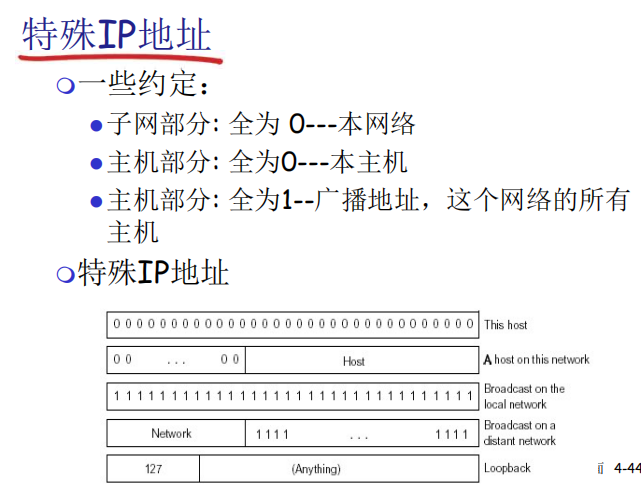 特殊IP地址
一些约定：
子网部分: 全为 0---本网络
主机部分: 全为0---本主机
主机部分: 全为1--广播地址，这个网络的所有
主机
特殊IP地址
0 0 0 0 0 0 0 0 0 0 0 0 0 0 0 0 0 0 0 0 0 0 0 0 0 0 0 0 0 0 0 0 This host
0 0 ... 0 0 Host A host on this network
1 1 1 1 1 1 1 1 1 1 1 1 1 1 1 1 1 1 1 1 1 1 1 1 1 1 1 1 1 1 1 1 Broadcast on the
local network
Network 1 1 1 1 ... 1 1 1 1 Broadcast on a
distant network
127 (Anything) Loopback
4-44